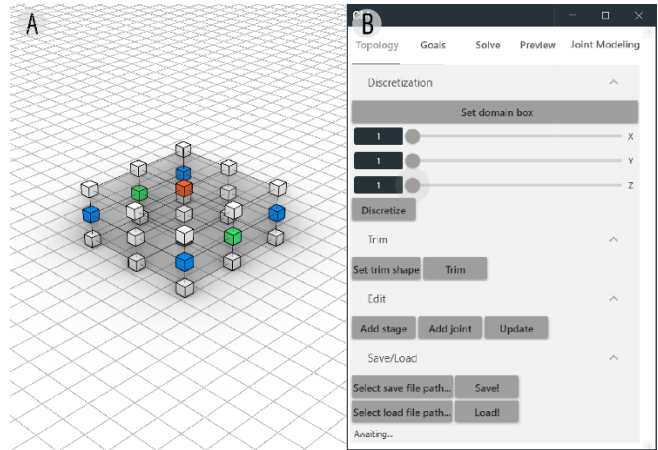 A
B
Topology Goals Solve Preview Joint Modeling
Discretization
Set domain box
1 X
1 Y
1 Z
Discretize
Trim
Set trim shape Trim
Edit
Add stage Add joint Update
Save/Load
Select save file path... Save!
Select load file path... Load!
Awaiting..